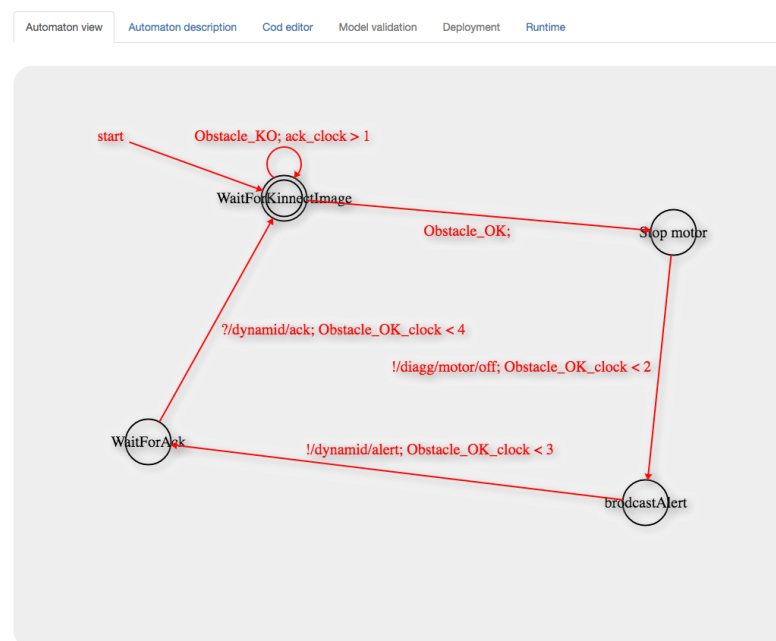 Automaton view Automaton description Cod editor Model validation Deployment Runtime
start
Obstacle_KO; ack_clock > 1
WaitForKinnectImage
Obstacle_OK;
Stop motor
?/dynamid/ack; Obstacle_OK_clock < 4
!/diagg/motor/off; Obstacle_OK_clock < 2
WaitForAck
!/dynamid/alert; Obstacle_OK_clock < 3
brodcastAlert